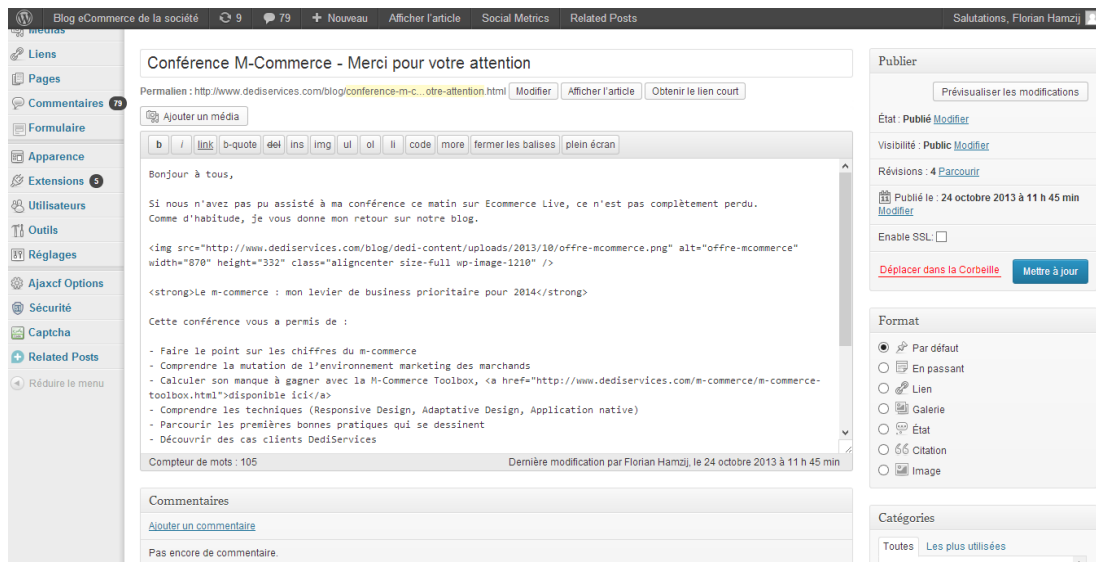 Blog eCommerce de la société 9 79 + Nouveau Afficher l'article Social Metrics Related Posts Salutations, Florian Hamzij
Médias
Liens
Pages
Commentaires 79
Formulaire
Apparence
Extensions 5
Utilisateurs
Outils
Réglages
Ajaxcf Options
Sécurité
Captcha
Related Posts
Réduire le menu
Conférence M-Commerce - Merci pour votre attention
Permalien : http://www.dediservices.com/blog/conference-m-c...otre-attention.html Modifier Afficher l'article Obtenir le lien court
Ajouter un média
b i link b-quote del ins img ul ol li code more fermer les balises plein écran
Bonjour à tous,
Si nous n'avez pas pu assisté à ma conférence ce matin sur Ecommerce Live, ce n'est pas complètement perdu.
Comme d'habitude, je vous donne mon retour sur notre blog.
<img src="http://www.dediservices.com/blog/dedi-content/uploads/2013/10/offre-mcommerce.png" alt="offre-mcommerce"
width="870" height="332" class="aligncenter size-full wp-image-1210" />
<strong>Le m-commerce : mon levier de business prioritaire pour 2014</strong>
Cette conférence vous a permis de :
- Faire le point sur les chiffres du m-commerce
- Comprendre la mutation de l'environnement marketing des marchands
- Calculer son manque à gagner avec la M-Commerce Toolbox, <a href="http://www.dediservices.com/m-commerce/m-commerce-
toolbox.html">disponible ici</a>
- Comprendre les techniques (Responsive Design, Adaptative Design, Application native)
- Parcourir les premières bonnes pratiques qui se dessinent
- Découvrir des cas clients DediServices
Compteur de mots : 105 Dernière modification par Florian Hamzij, le 24 octobre 2013 à 11 h 45 min
Commentaires
Ajouter un commentaire
Pas encore de commentaire.
Publier
Prévisualiser les modifications
État : Publié Modifier
Visibilité : Public Modifier
Révisions : 4 Parcourir
Publié le : 24 octobre 2013 à 11 h 45 min
Modifier
Enable SSL:
Déplacer dans la Corbeille Mettre à jour
Format
Par défaut
En passant
Lien
Galerie
État
Citation
Image
Catégories
Toutes Les plus utilisées